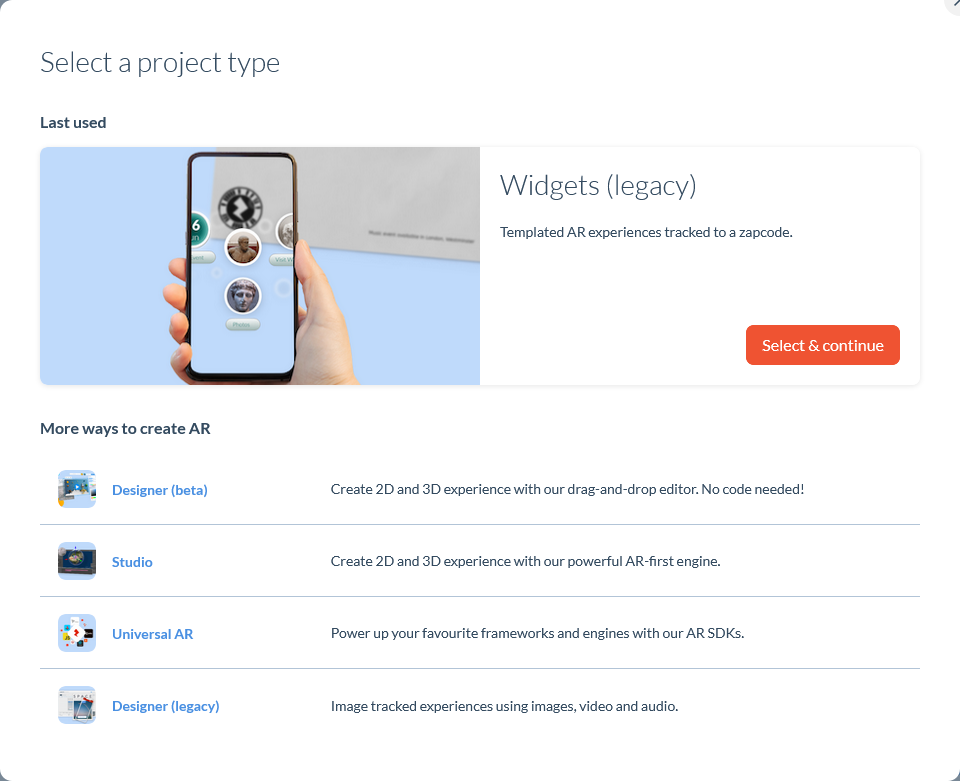 Select a project type
Last used
Widgets (legacy)
Templated AR experiences tracked to a zapcode.
6
Photos
Select & continue
More ways to create AR
Designer (beta)
Create 2D and 3D experience with our drag-and-drop editor. No code needed!
Studio
Create 2D and 3D experience with our powerful AR-first engine.
Universal AR
Power up your favourite frameworks and engines with our AR SDKs.
Designer (legacy)
Image tracked experiences using images, video and audio.